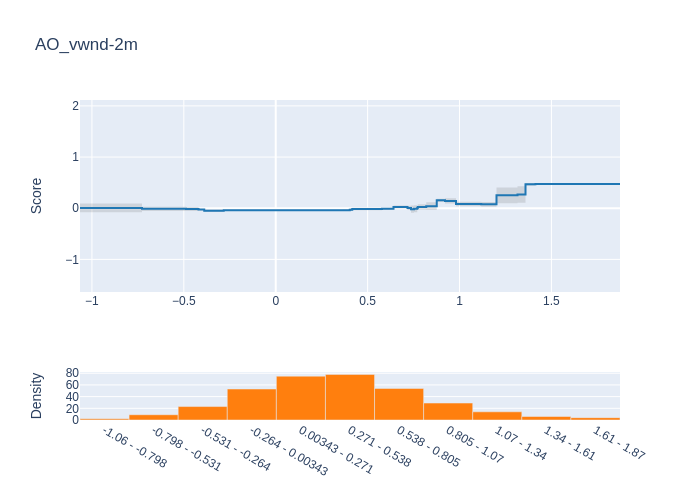 AO_vwnd-2m
Score
2
1
0
−1
−1
−0.5
0
0.5
1
1.5
Density
80
60
40
20
0
-1.06 - -0.798
-0.798 - -0.531
-0.531 - -0.264
-0.264 - 0.00343
0.00343 - 0.271
0.271 - 0.538
0.538 - 0.805
0.805 - 1.07
1.07 - 1.34
1.34 - 1.61
1.61 - 1.87